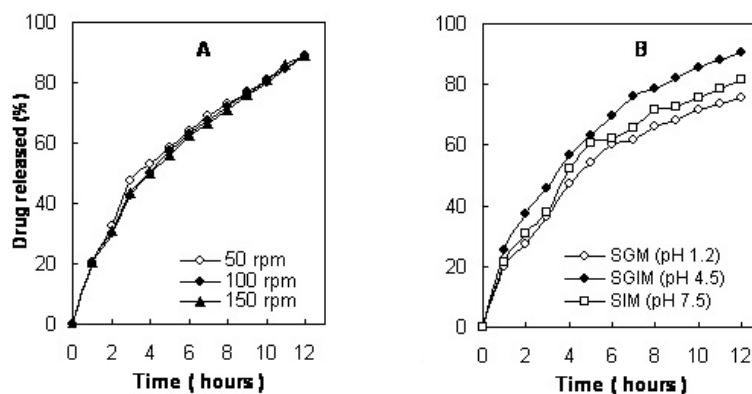 A
100
80
60
40
20
0
Drug released (%)
50 rpm
100 rpm
150 rpm
0 2 4 6 8 10 12
Time ( hours )
B
100
80
60
40
20
0
SGM (pH 1.2)
SGIM (pH 4.5)
SIM (pH 7.5)
0 2 4 6 8 10 12
Time ( hours )